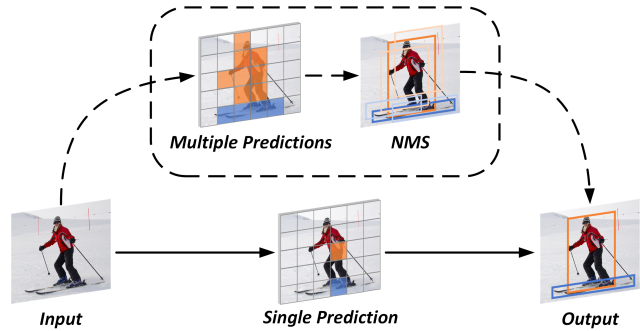 Multiple Predictions
NMS
Input
Single Prediction
Output